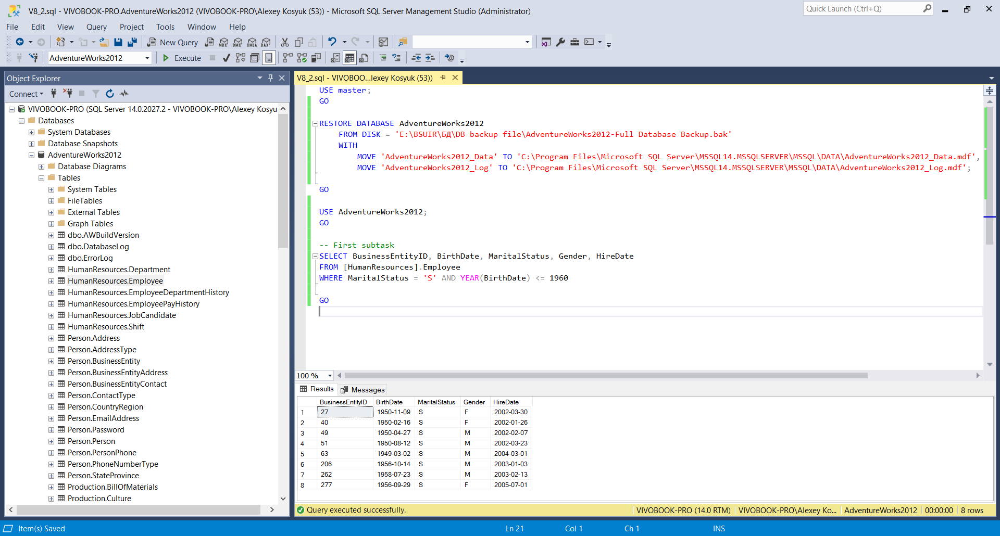 V8_2.sql - VIVOBOOK-PRO.AdventureWorks2012 (VIVOBOOK-PRO\Alexey Kosyuk (53)) - Microsoft SQL Server Management Studio (Administrator)
Quick Launch (Ctrl+Q)
File Edit View Query Project Tools Window Help
New Query MDX DMX XMLA DAX
AdventureWorks2012 Execute
Object Explorer
Connect
VIVOBOOK-PRO (SQL Server 14.0.2027.2 - VIVOBOOK-PRO\Alexey Kosyu
Databases
System Databases
Database Snapshots
AdventureWorks2012
Database Diagrams
Tables
System Tables
FileTables
External Tables
Graph Tables
dbo.AWBuildVersion
dbo.DatabaseLog
dbo.ErrorLog
HumanResources.Department
HumanResources.Employee
HumanResources.EmployeeDepartmentHistory
HumanResources.EmployeePayHistory
HumanResources.JobCandidate
HumanResources.Shift
Person.Address
Person.AddressType
Person.BusinessEntity
Person.BusinessEntityAddress
Person.BusinessEntityContact
Person.ContactType
Person.CountryRegion
Person.EmailAddress
Person.Password
Person.Person
Person.PersonPhone
Person.PhoneNumberType
Person.StateProvince
Production.BillOfMaterials
Production.Culture
V8_2.sql - VIVOBOO...lexey Kosyuk (53))
USE master;
GO
RESTORE DATABASE AdventureWorks2012
FROM DISK = 'E:\BSUIR\БД\DB backup file\AdventureWorks2012-Full Database Backup.bak'
WITH
MOVE 'AdventureWorks2012_Data' TO 'C:\Program Files\Microsoft SQL Server\MSSQL14.MSSQLSERVER\MSSQL\DATA\AdventureWorks2012_Data.mdf',
MOVE 'AdventureWorks2012_Log' TO 'C:\Program Files\Microsoft SQL Server\MSSQL14.MSSQLSERVER\MSSQL\DATA\AdventureWorks2012_Log.mdf';
GO
USE AdventureWorks2012;
GO
-- First subtask
SELECT BusinessEntityID, BirthDate, MaritalStatus, Gender, HireDate
FROM [HumanResources].Employee
WHERE MaritalStatus = 'S' AND YEAR(BirthDate) <= 1960
GO
100 %
Results Messages
BusinessEntityID BirthDate MaritalStatus Gender HireDate
1 27 1950-11-09 S F 2002-03-30
2 40 1950-02-16 S F 2002-01-26
3 49 1950-04-27 S M 2002-02-07
4 51 1950-08-12 S M 2002-03-23
5 63 1949-03-02 S M 2004-03-01
6 206 1956-10-14 S M 2003-01-03
7 262 1958-07-23 S M 2003-02-13
8 277 1956-09-29 S F 2005-07-01
Query executed successfully. VIVOBOOK-PRO (14.0 RTM) VIVOBOOK-PRO\Alexey Ko... AdventureWorks2012 00:00:00 8 rows
Item(s) Saved Ln 21 Col 1 Ch 1 INS